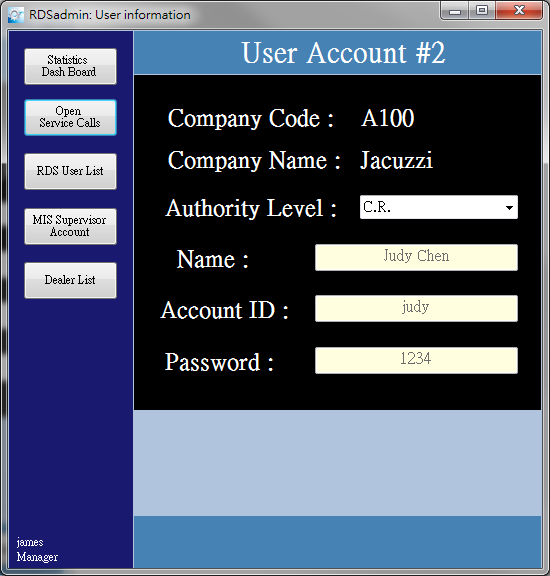 RDSadmin: User information
User Account #2
Statistics
Dash Board
Open
Service Calls
RDS User List
MIS Supervisor
Account
Dealer List
Company Code : A100
Company Name : Jacuzzi
Authority Level : C.R.
Name : Judy Chen
Account ID : judy
Password : 1234
james
Manager